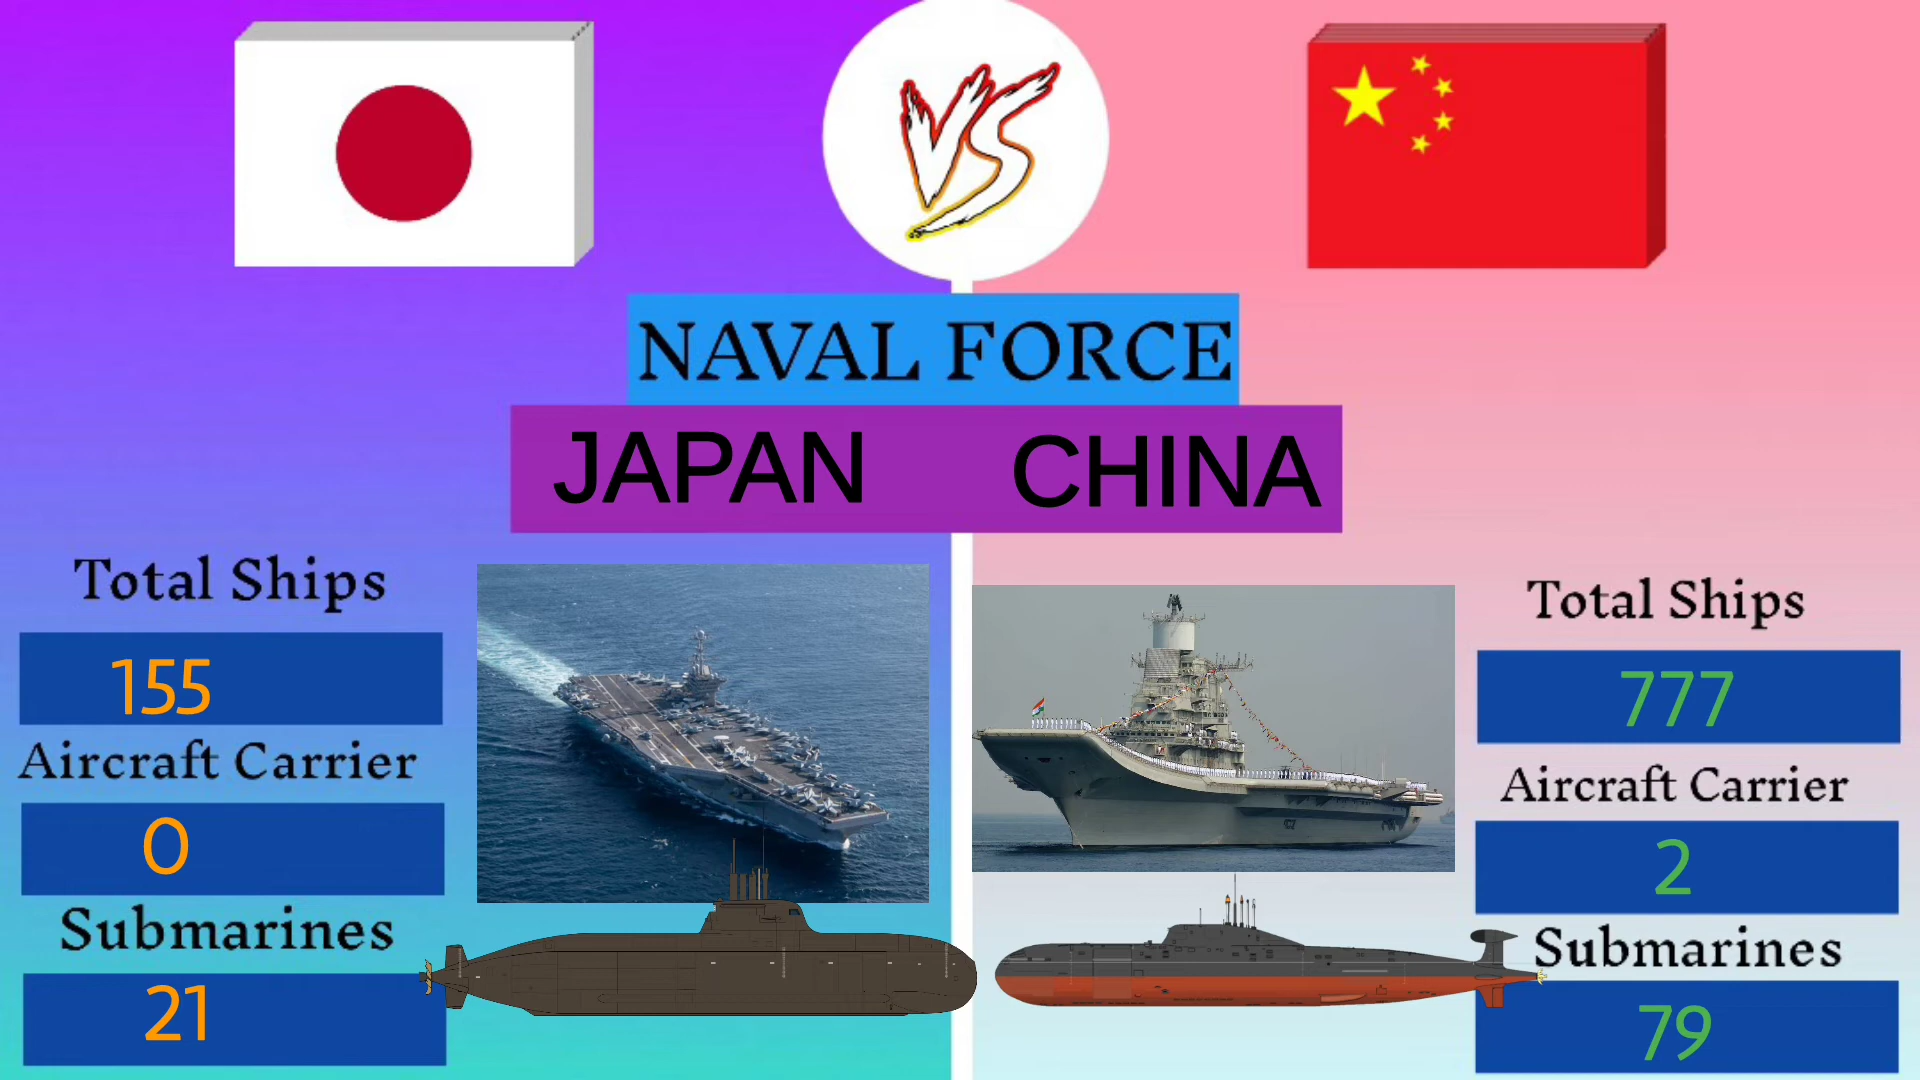 VS
NAVAL FORCE
JAPAN CHINA
Total Ships
155
Aircraft Carrier
0
Submarines
21
Total Ships
777
Aircraft Carrier
2
Submarines
79